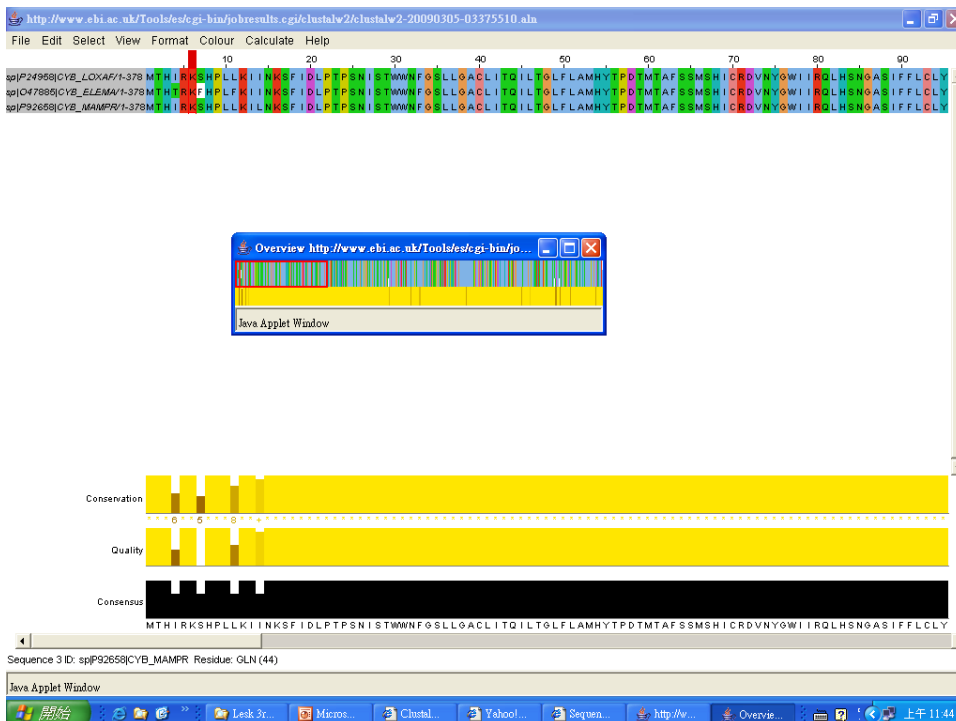 http://www.ebi.ac.uk/Tools/es/cgi-bin/jobresults.cgi/clustalw2/clustalw2-20090305-03375510.aln
File Edit Select View Format Colour Calculate Help
10 20 30 40 50 60 70 80 90
sp|P24958|CYB_LOXAF/1-378 MTHIRKSHPLLKIINKSFIDLPTPSNISTWWNFGSLLGACLITQILTGLFLAMHYTPDTMTAFSSMSHICRDVNYGWIIRQLHSNGASIFFLCLY
sp|O47885|CYB_ELEMA/1-378 MTHTRKFHPLFKIINKSFIDLPTPSNISTWWNFGSLLGACLITQILTGLFLAMHYTPDTMTAFSSMSHICRDVNYGWIIRQLHSNGASIFFLCLY
sp|P92658|CYB_MAMPR/1-378 MTHIRKSHPLLKILNKSFIDLPTPSNISTWWNFGSLLGACLITQILTGLFLAMHYTPDTMTAFSSMSHICRDVNYGWIIRQLHSNGASIFFLCLY
Overview http://www.ebi.ac.uk/Tools/es/cgi-bin/jo...
Java Applet Window
Conservation
6 5 8
Quality
Consensus
MTHIRKSHPLLKIINKSFIDLPTPSNISTWWNFGSLLGACLITQILTGLFLAMHYTPDTMTAFSSMSHICRDVNYGWIIRQLHSNGASIFFLCLY
Sequence 3 ID: sp|P92658|CYB_MAMPR Residue: GLN (44)
Java Applet Window
開始 » Lesk 3r... Micros... Clustal... Yahoo!... Sequen... http://w... Overvie... 上午 11:44